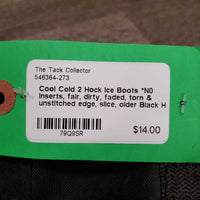 The Tack Collector
546364-273
Cool Cold 2 Hock Ice Boots *N0
inserts, fair, dirty, faded, torn &
unstitched edge, slice, older Black H
79Q9SR
$14.00